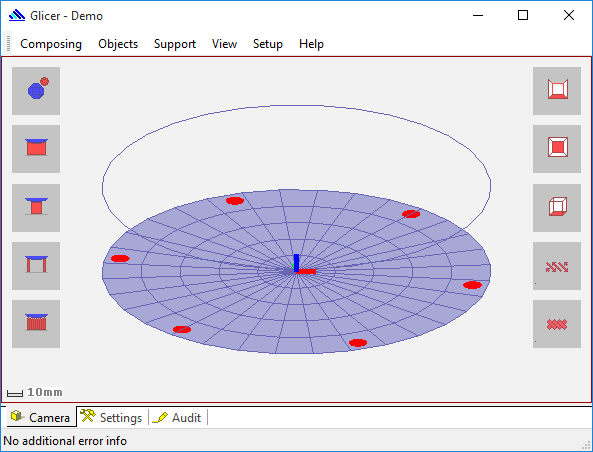 Glicer - Demo
Composing Objects Support View Setup Help
10mm
Camera Settings Audit
No additional error info